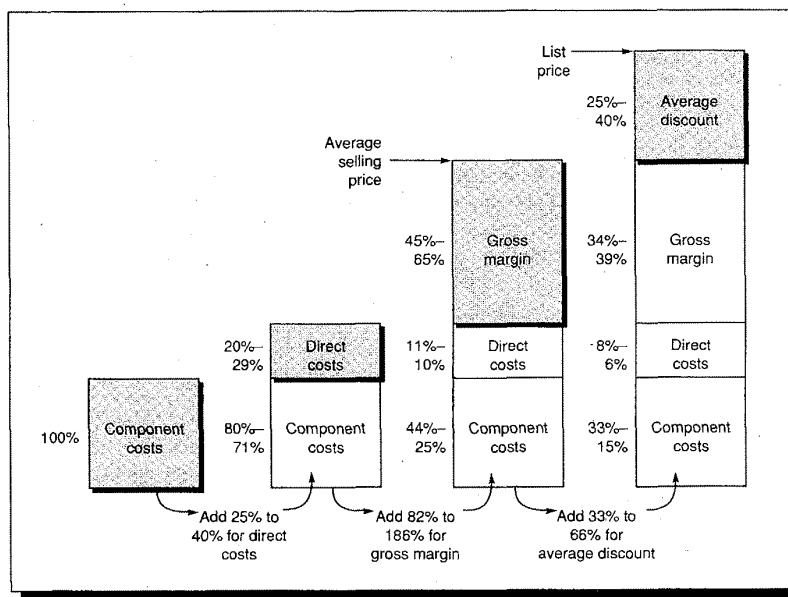 List
price
25%–
40%
Average
discount
Average
selling
price
45%–
65%
Gross
margin
34%–
39%
Gross
margin
20%–
29%
Direct
costs
11%–
10%
Direct
costs
8%–
6%
Direct
costs
100%
Component
costs
80%–
71%
Component
costs
44%–
25%
Component
costs
33%–
15%
Component
costs
Add 25% to
40% for direct
costs
Add 82% to
186% for
gross margin
Add 33% to
66% for
average discount